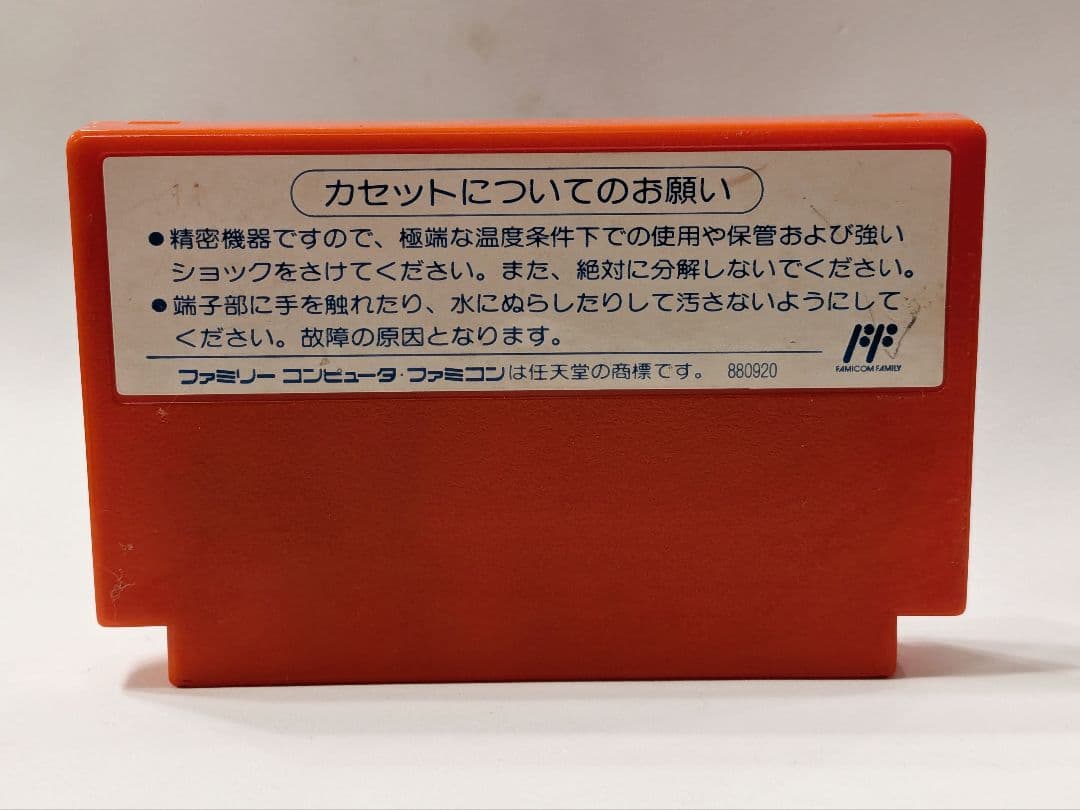 カセットについてのお願い
●精密機器ですので、極端な温度条件下での使用や保管および強い
ショックをさけてください。また、絶対に分解しないでください。
●端子部に手を触れたり、水にぬらしたりして汚さないようにして
ください。故障の原因となります。
ファミリーコンピュータ・ファミコンは任天堂の商標です。 880920
FAMICOM FAMILY